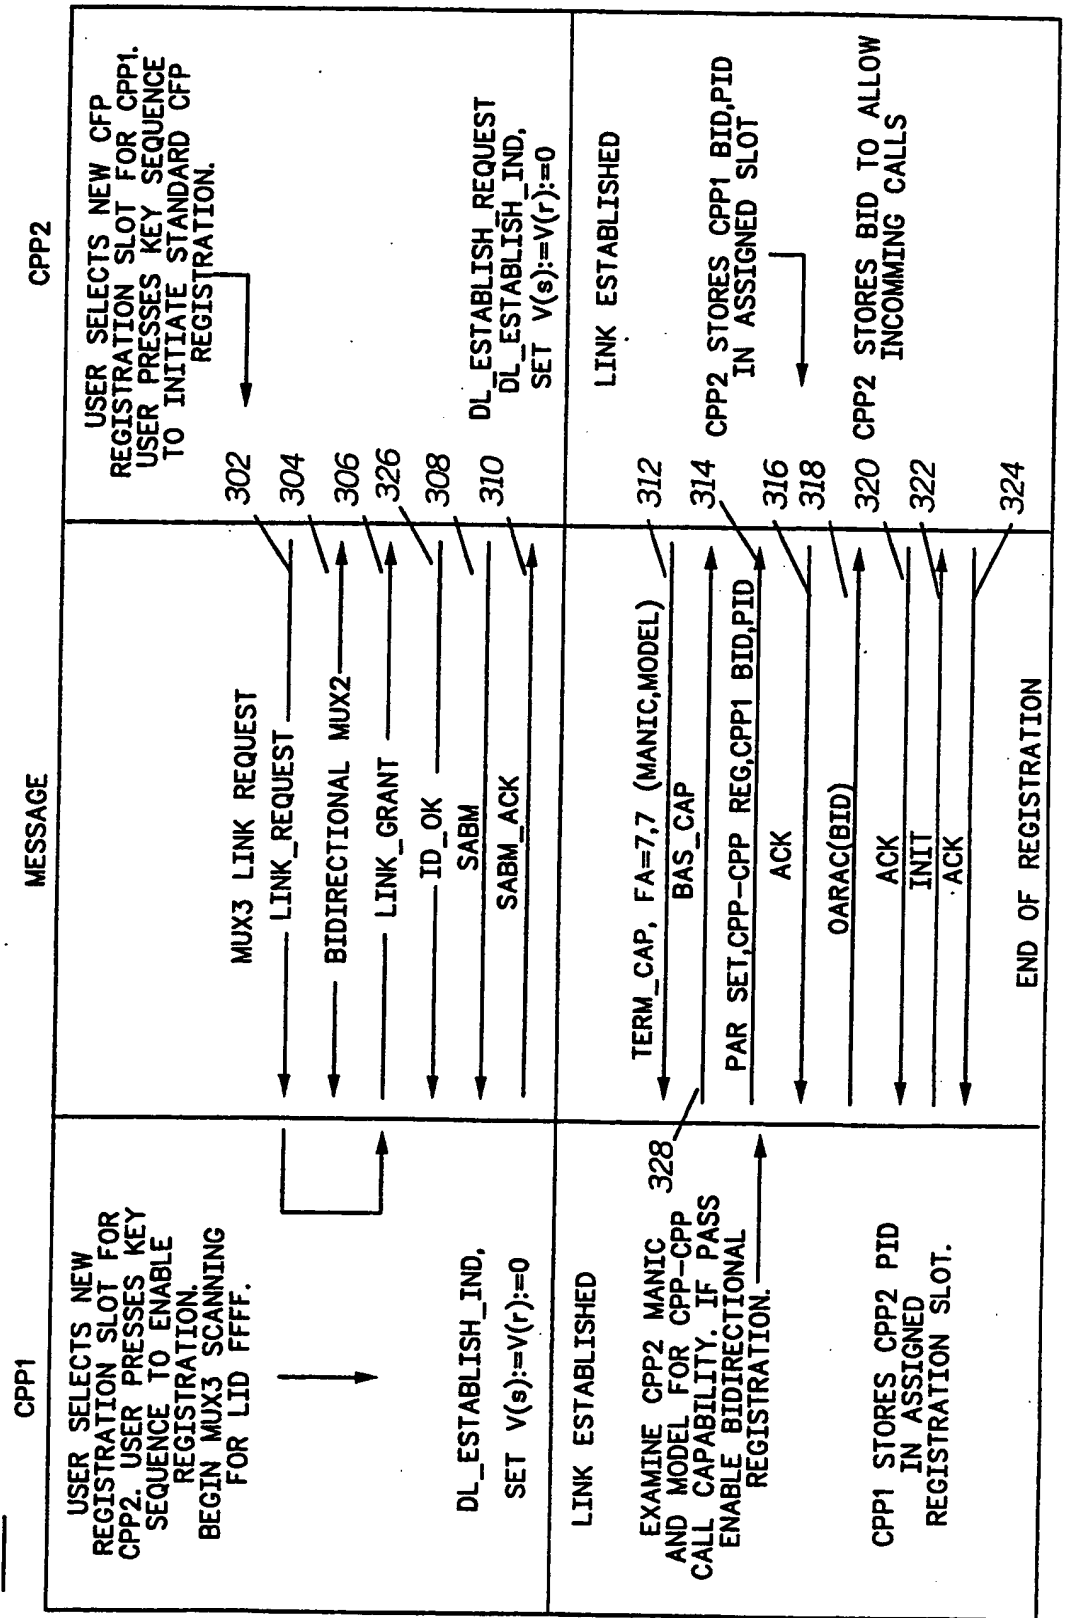 CPP1
MESSAGE
CPP2
USER SELECTS NEW
REGISTRATION SLOT FOR
CPP2. USER PRESSES KEY
SEQUENCE TO ENABLE
REGISTRATION.
BEGIN MUX3 SCANNING
FOR LID FFFF.
DL_ESTABLISH_IND,
SET V(s):=V(r):=0
MUX3 LINK REQUEST
LINK_REQUEST
BIDIRECTIONAL MUX2
LINK_GRANT
ID_OK
SABM
SABM_ACK
302
304
306
326
308
310
USER SELECTS NEW CFP
REGISTRATION SLOT FOR CPP1.
USER PRESSES KEY SEQUENCE
TO INITIATE STANDARD CFP
REGISTRATION.
DL_ESTABLISH_REQUEST
DL_ESTABLISH_IND,
SET V(s):=V(r):=0
LINK ESTABLISHED
EXAMINE CPP2 MANIC
AND MODEL FOR CPP-CPP
CALL CAPABILITY. IF PASS
ENABLE BIDIRECTIONAL
REGISTRATION.
328
CPP1 STORES CPP2 PID
IN ASSIGNED
REGISTRATION SLOT.
TERM_CAP, FA=7,7 (MANIC,MODEL)
BAS_CAP
PAR SET,CPP-CPP REG,CPP1 BID,PID
ACK
OARAC(BID)
ACK
INIT
ACK
END OF REGISTRATION
312
314
316
318
320
322
324
LINK ESTABLISHED
CPP2 STORES CPP1 BID,PID
IN ASSIGNED SLOT
CPP2 STORES BID TO ALLOW
INCOMMING CALLS